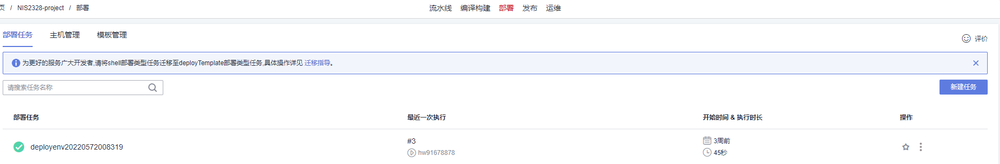 页 / NIS2328-project / 部署 流水线 编译构建 部署 发布 运维
部署任务 主机管理 模板管理
评价
为更好的服务广大开发者,请将shell部署类型任务迁移至deployTemplate部署类型任务,具体操作详见 迁移指导。
请搜索任务名称 新建任务
部署任务 最近一次执行 开始时间 & 执行时长 操作
deployenv20220572008319
#3
hw91678878
3周前
45秒